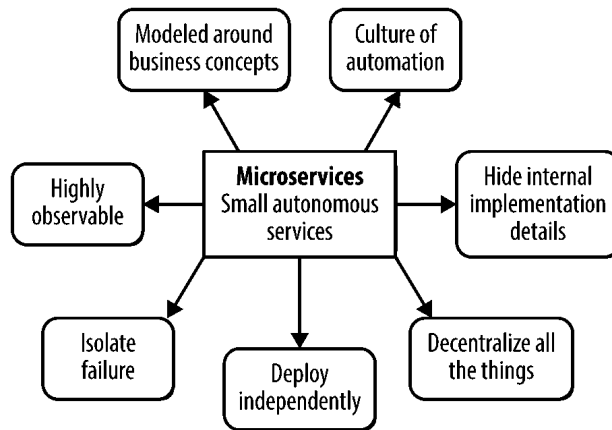 Modeled around
business concepts
Culture of
automation
Highly
observable
Microservices
Small autonomous
services
Hide internal
implementation
details
Isolate
failure
Deploy
independently
Decentralize all
the things